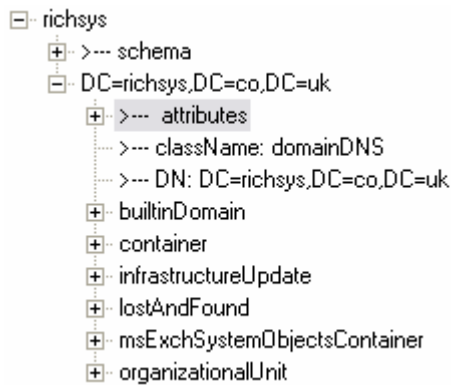 richsys
>--- schema
DC=richsys,DC=co,DC=uk
>--- attributes
>--- className: domainDNS
>--- DN: DC=richsys,DC=co,DC=uk
builtinDomain
container
infrastructureUpdate
lostAndFound
msExchSystemObjectsContainer
organizationalUnit